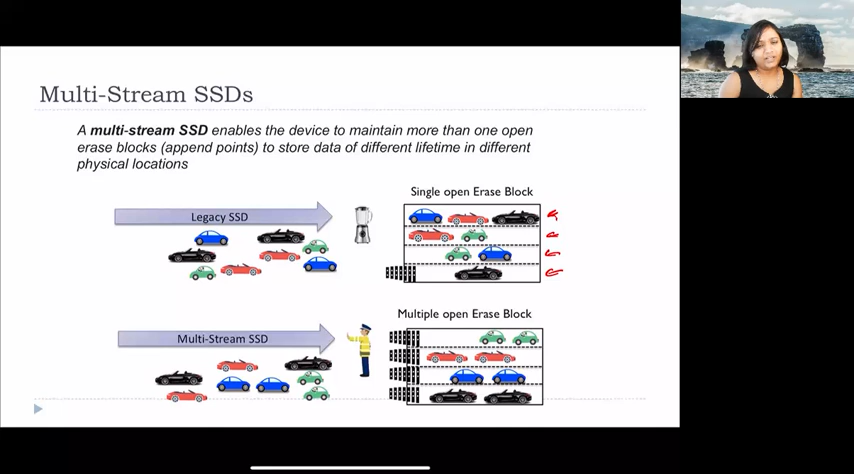 Multi-Stream SSDs
A multi-stream SSD enables the device to maintain more than one open
erase blocks (append points) to store data of different lifetime in different
physical locations
Single open Erase Block
Legacy SSD
Multiple open Erase Block
Multi-Stream SSD